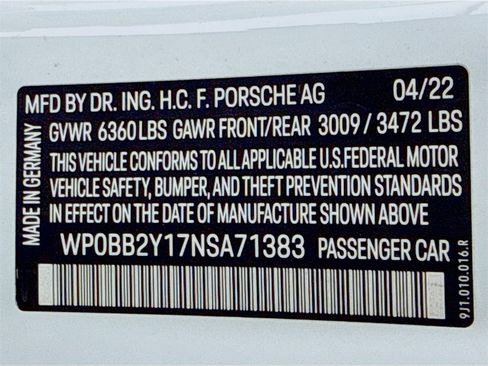 MFD BY DR. ING. H.C. F. PORSCHE AG 04/22
GVWR 6360 LBS GAWR FRONT/REAR 3009 / 3472 LBS
THIS VEHICLE CONFORMS TO ALL APPLICABLE U.S.FEDERAL MOTOR
VEHICLE SAFETY, BUMPER, AND THEFT PREVENTION STANDARDS
IN EFFECT ON THE DATE OF MANUFACTURE SHOWN ABOVE
WP0BB2Y17NSA71383 PASSENGER CAR
MADE IN GERMANY
9J1.010.016.R